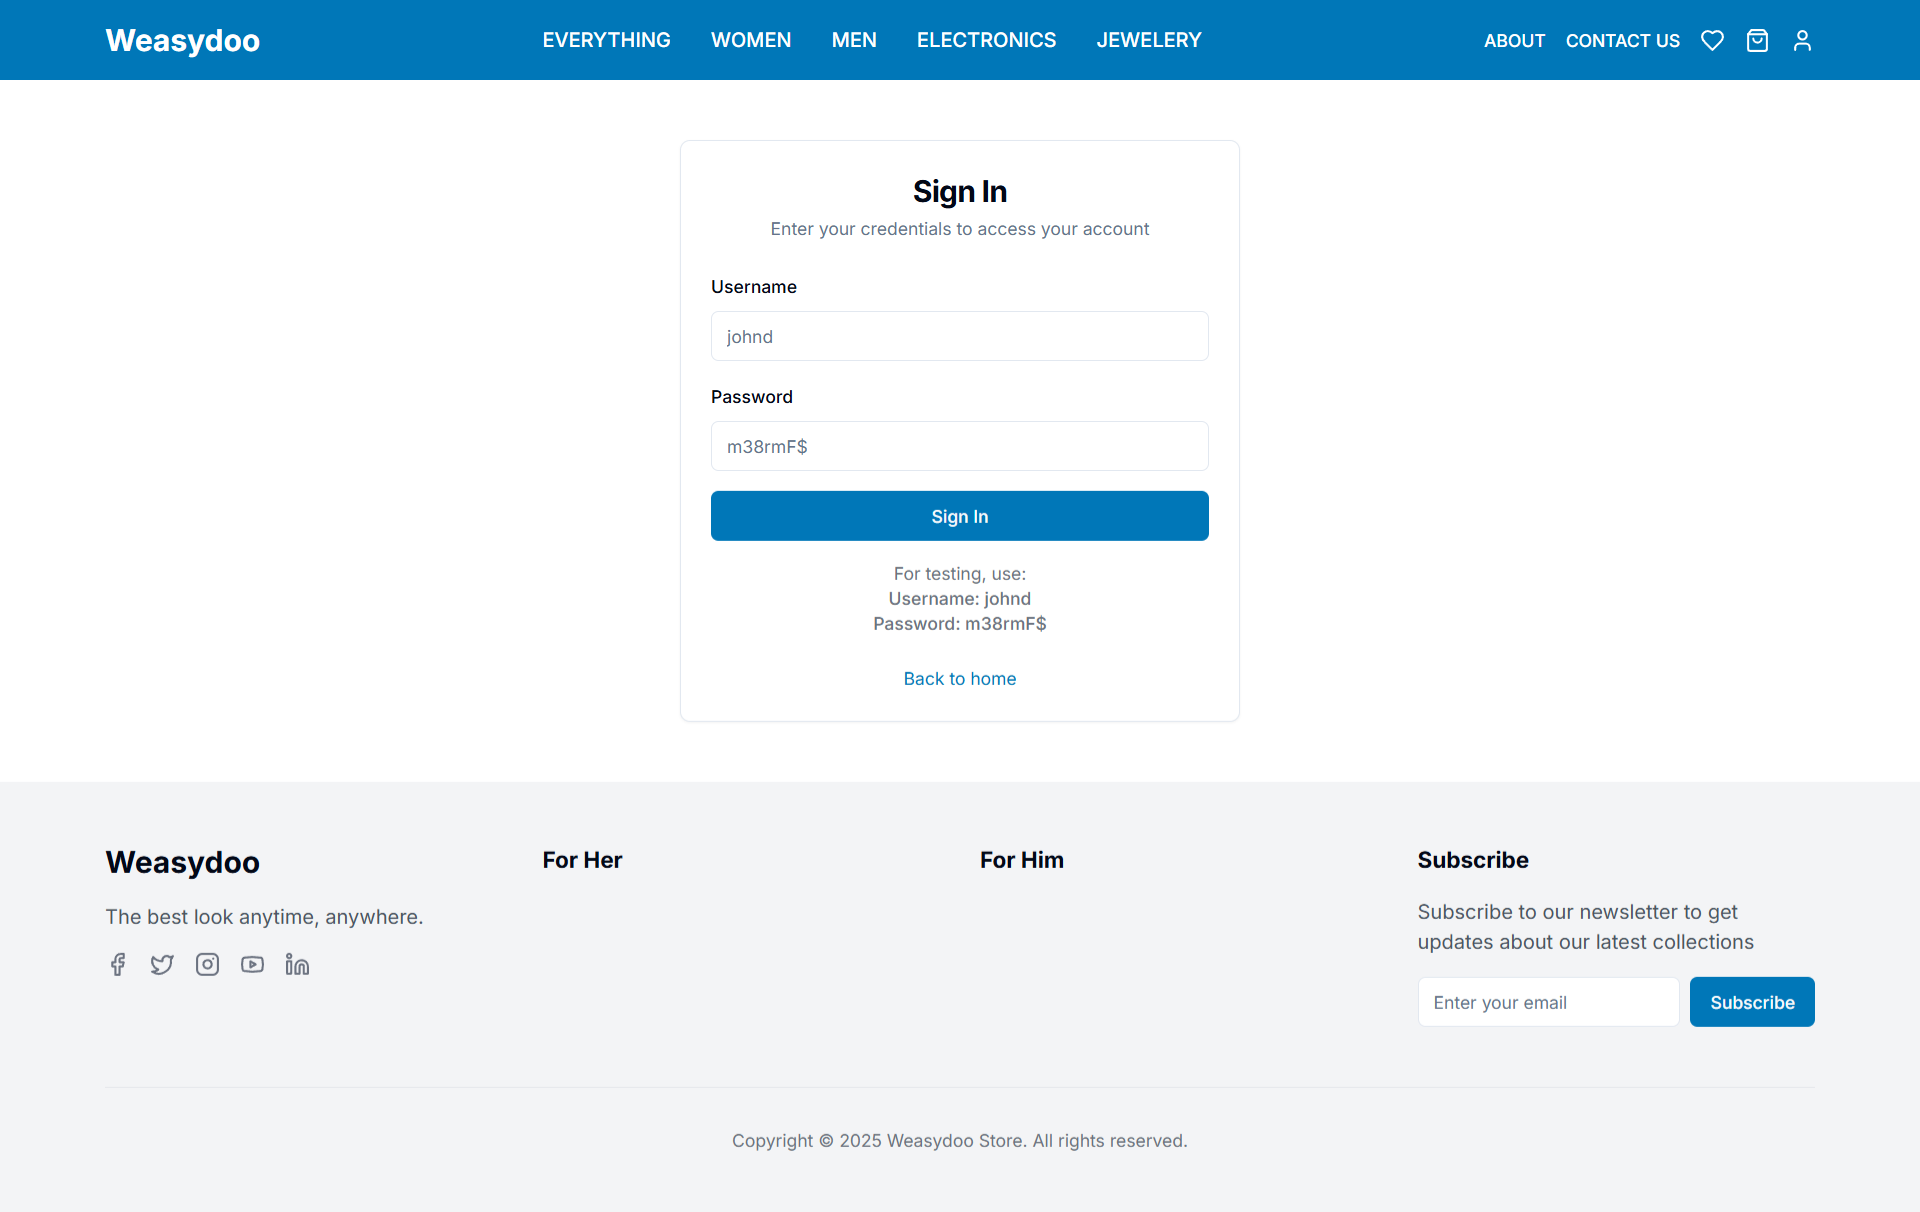 Weasydoo
EVERYTHING
WOMEN
MEN
ELECTRONICS
JEWELERY
ABOUT
CONTACT US
Sign In
Enter your credentials to access your account
Username
johnd
Password
m38rmF$
Sign In
For testing, use:
Username: johnd
Password: m38rmF$
Back to home
Weasydoo
The best look anytime, anywhere.
For Her
For Him
Subscribe
Subscribe to our newsletter to get
updates about our latest collections
Enter your email
Subscribe
Copyright © 2025 Weasydoo Store. All rights reserved.